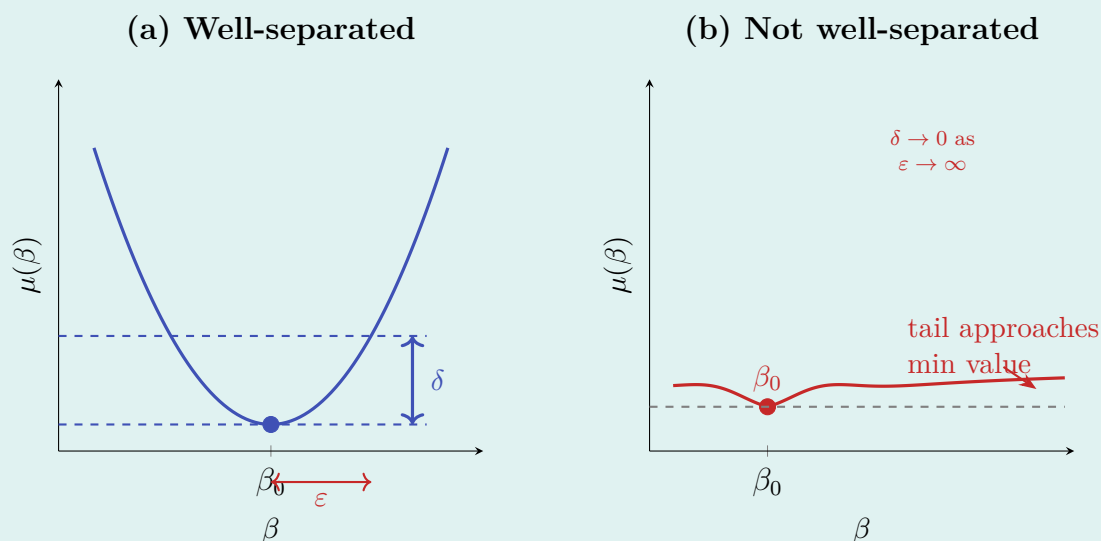 (a) Well-separated
μ(β)
δ
β₀
ε
β
(b) Not well-separated
μ(β)
δ → 0 as
ε → ∞
tail approaches
min value
β₀
β₀
β